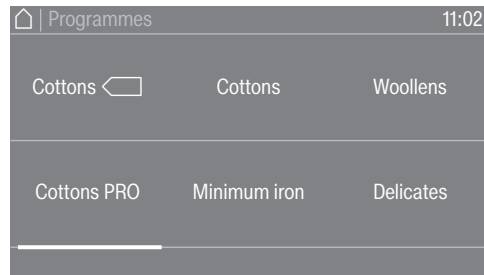 | Programmes 11:02
Cottons Cottons Woollens
Cottons PRO Minimum iron Delicates